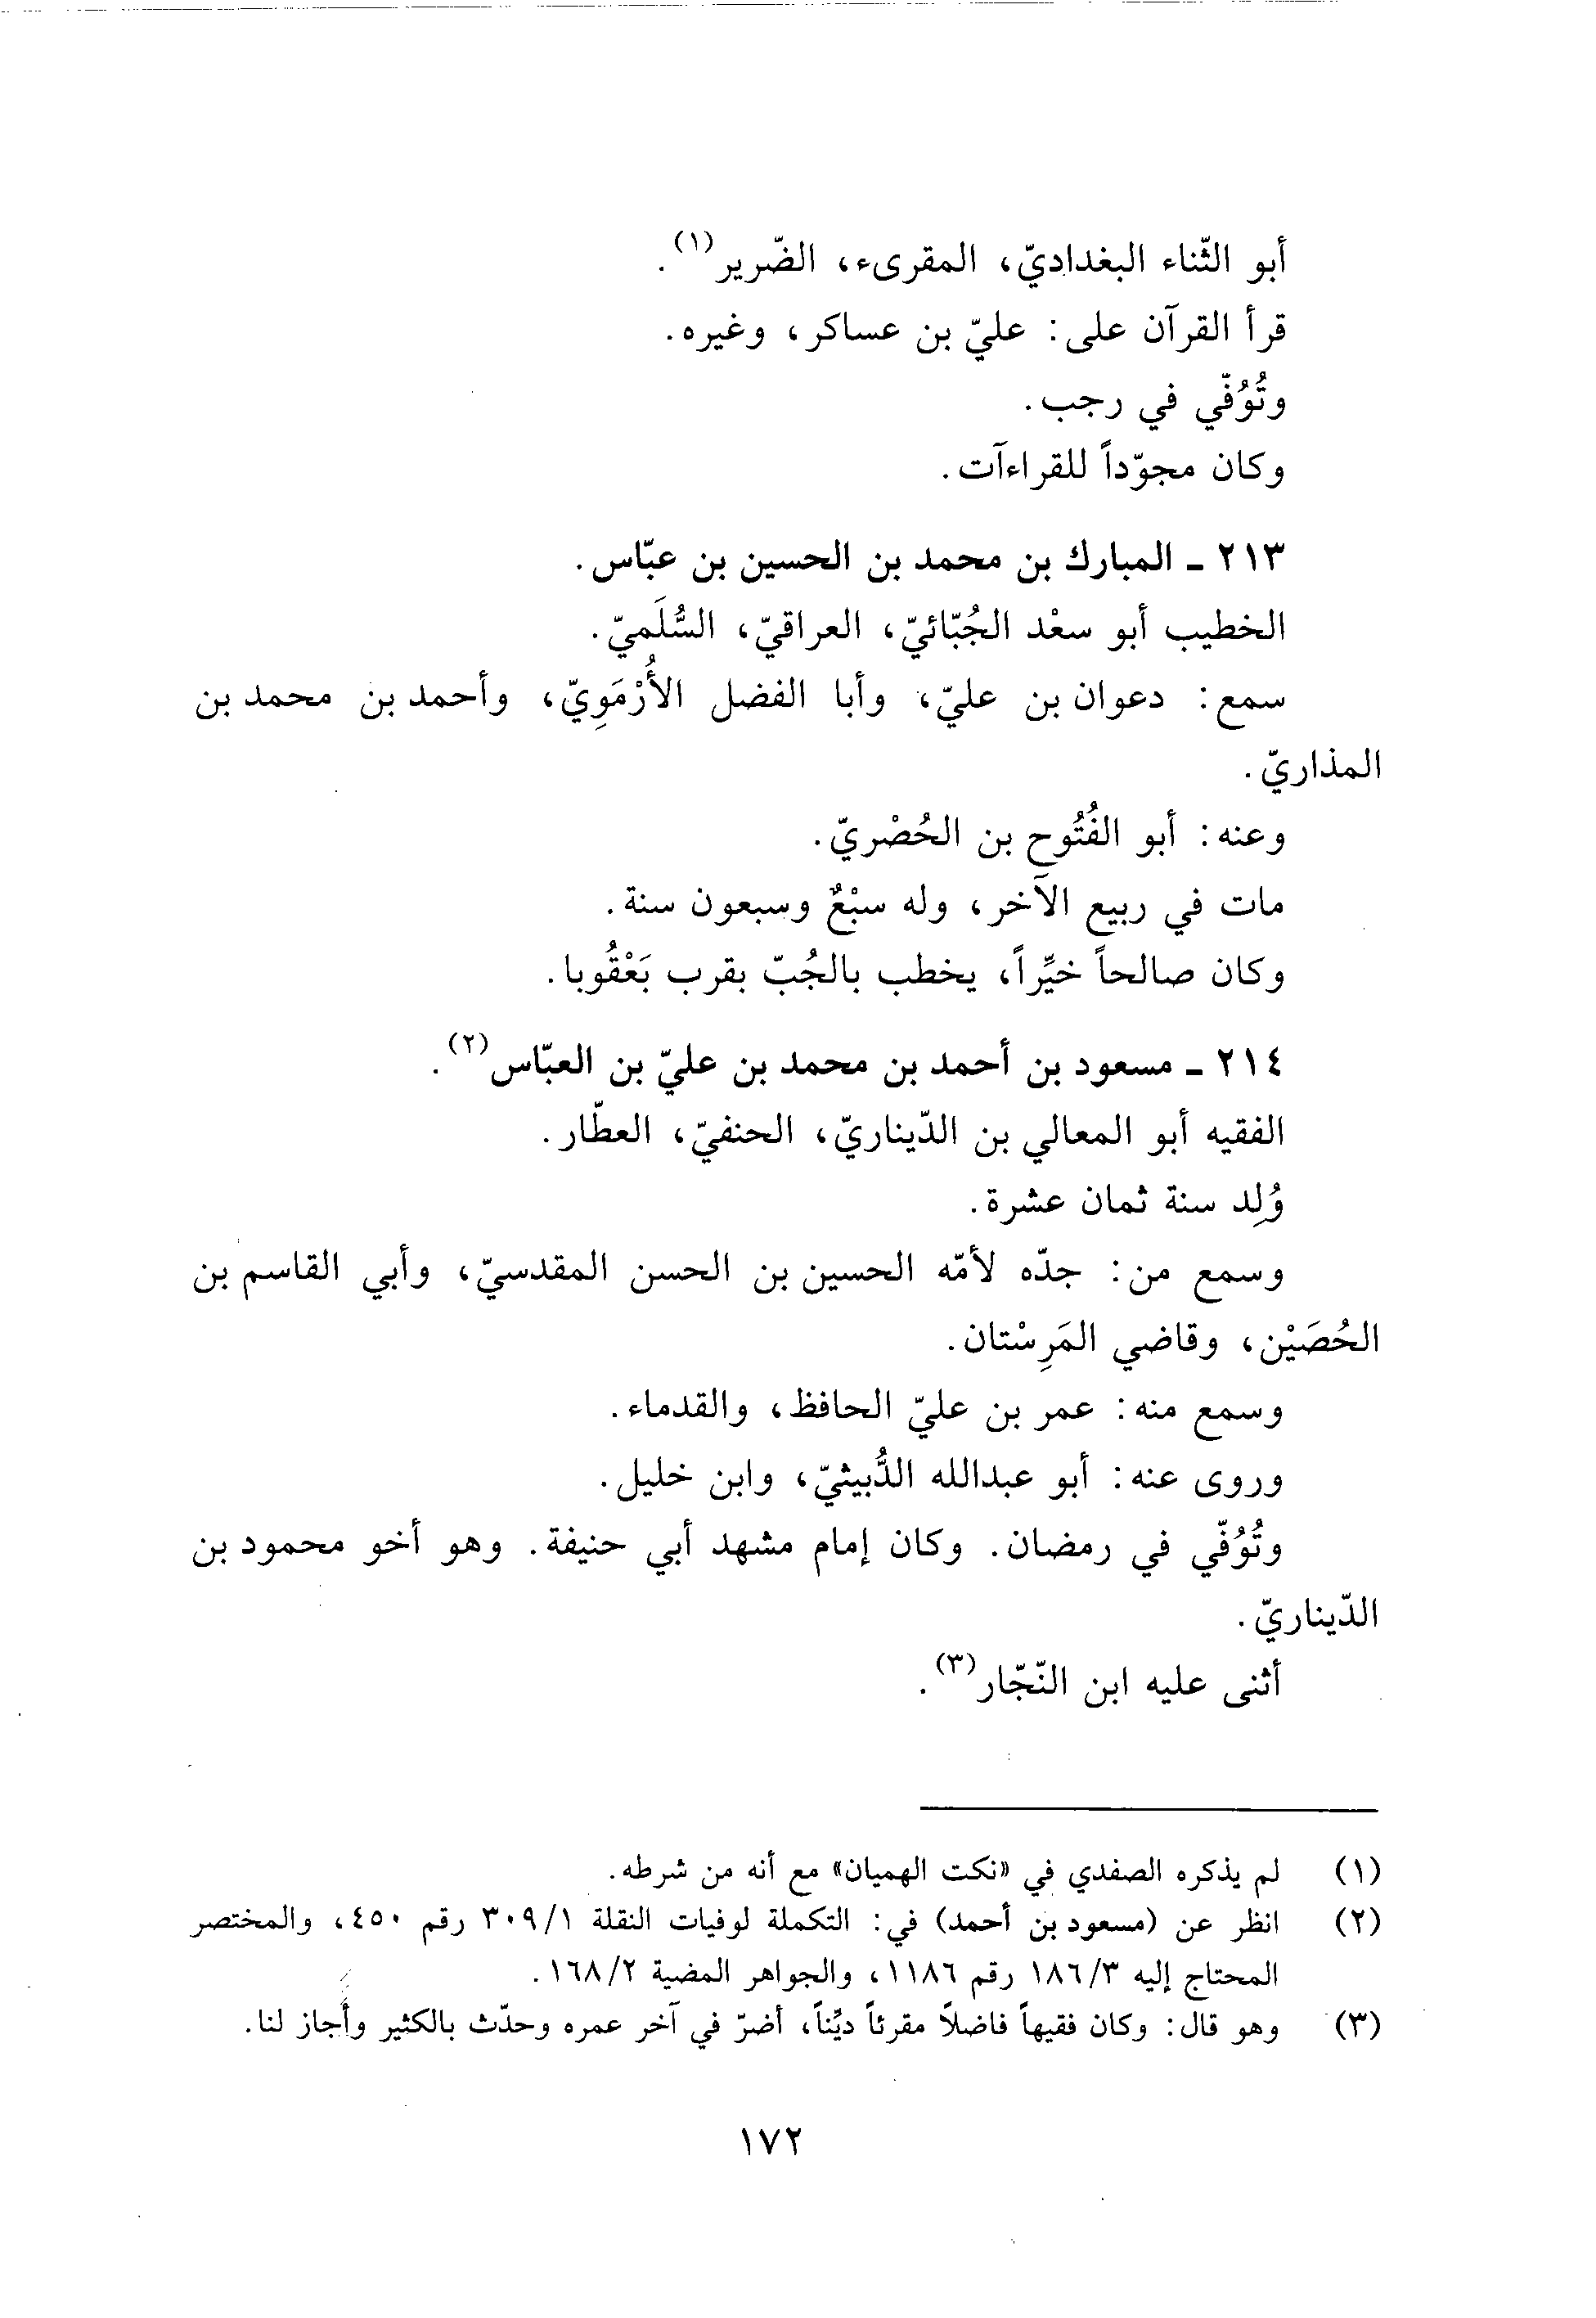 أبو الثّناء البغداديّ، المقرىء، الضّرير(١).
قرأ القرآن على: عليّ بن عساكر، وغيره.
وتُوُفّي في رجب.
وكان مجوّداً للقراءآت.
٢١٣ ـ المبارك بن محمد بن الحسين بن عبّاس.
الخطيب أبو سعْد الجُبّائيّ، العراقيّ، السُّلَميّ.
سمع: دعوان بن عليّ، وأبا الفضل الأُرْمَوِيّ، وأحمد بن محمد بن
المذاريّ.
وعنه: أبو الفُتُوح بن الحُصْريّ.
مات في ربيع الآخر، وله سبْعٌ وسبعون سنة.
وكان صالحاً خيِّراً، يخطب بالجُبّ بقرب بَعْقُوبا.
٢١٤ ـ مسعود بن أحمد بن محمد بن عليّ بن العبّاس(٢).
الفقيه أبو المعالي بن الدّيناريّ، الحنفيّ، العطّار.
وُلِد سنة ثمان عشرة.
وسمع من: جدّه لأمّه الحسين بن الحسن المقدسيّ، وأبي القاسم بن
الحُصَيْن، وقاضي المَرِسْتان.
وسمع منه: عمر بن عليّ الحافظ، والقدماء.
وروى عنه: أبو عبدالله الدُّبيثيّ، وابن خليل.
وتُوُفّي في رمضان. وكان إمام مشهد أبي حنيفة. وهو أخو محمود بن
الدّيناريّ.
أثنى عليه ابن النّجّار(٣).
(١) لم يذكره الصفدي في «نكت الهميان» مع أنه من شرطه.
(٢) انظر عن (مسعود بن أحمد) في: التكملة لوفيات النقلة ٣٠٩/١ رقم ٤٥٠، والمختصر
المحتاج إليه ١٨٦/٣ رقم ١١٨٦، والجواهر المضية ١٦٨/٢.
(٣) وهو قال: وكان فقيهاً فاضلاً مقرئاً ديِّناً، أضرّ في آخر عمره وحدّث بالكثير وأجاز لنا.
١٧٢